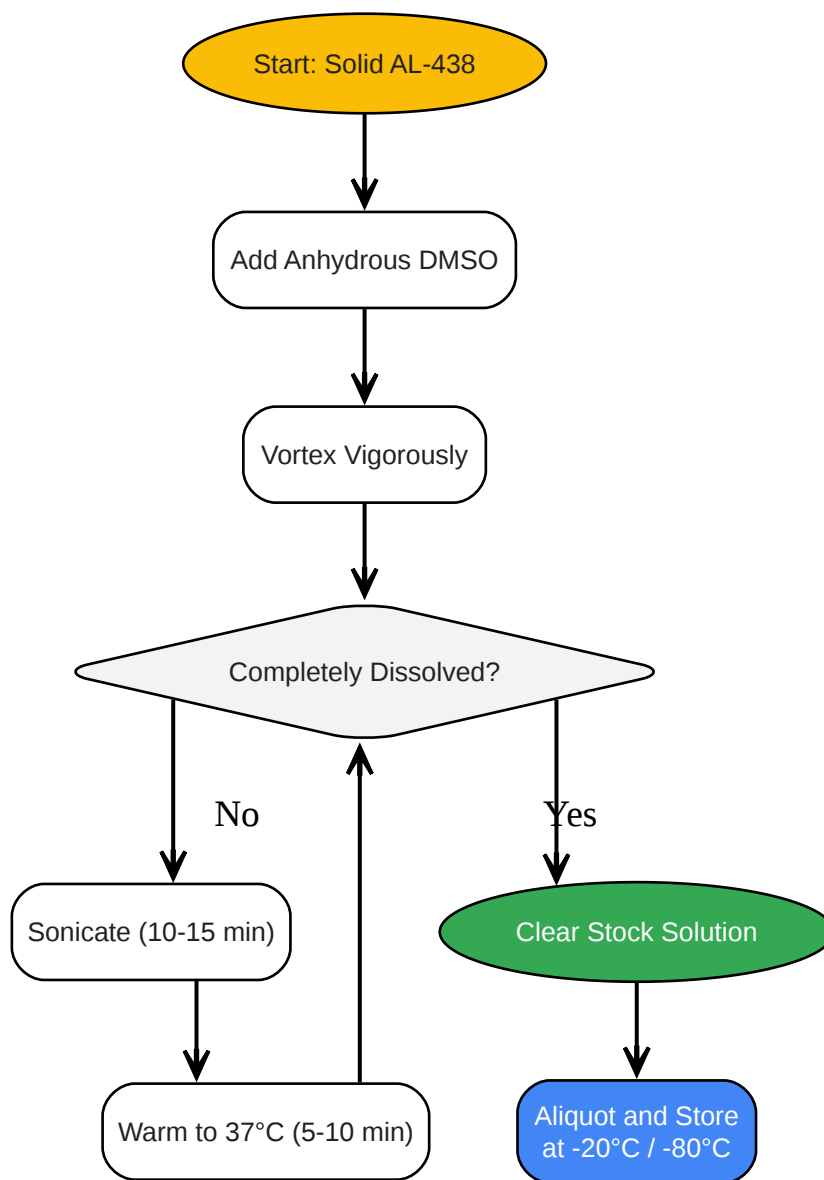 Start: Solid AL-438
Add Anhydrous DMSO
Vortex Vigorously
Completely Dissolved?
No
Yes
Sonicate (10-15 min)
Clear Stock Solution
Warm to 37°C (5-10 min)
Aliquot and Store
at -20°C / -80°C